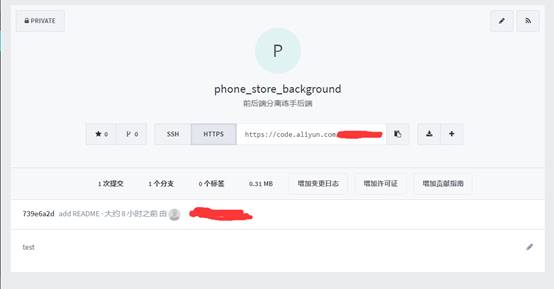 PRIVATE
P
phone_store_background
前后端分离练手后端
0 0 SSH HTTPS https://code.aliyun.com
1 次提交 1 个分支 0 个标签 0.31 MB 增加变更日志 增加许可证 增加贡献指南
739e6a2d add README · 大约 8 小时之前 由
test